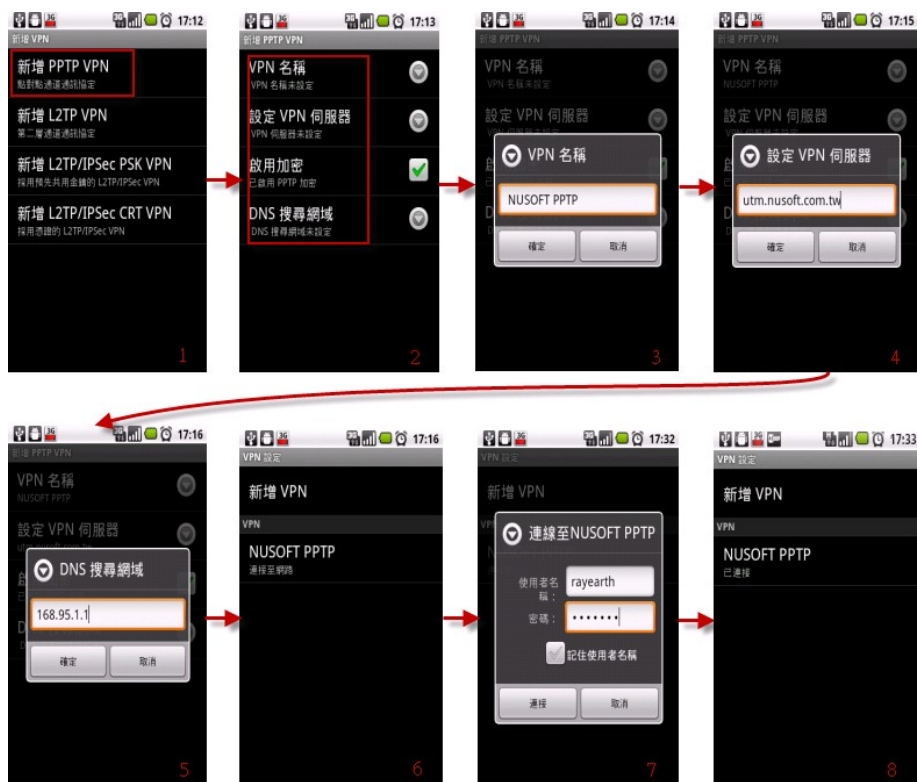 17:12
新增 VPN
新增 PPTP VPN
點對點通道通訊協定
新增 L2TP VPN
第二層通道通訊協定
新增 L2TP/IPSec PSK VPN
採用預先共用金鑰的 L2TP/IPSec VPN
新增 L2TP/IPSec CRT VPN
採用憑證的 L2TP/IPSec VPN
1
17:13
新增 PPTP VPN
VPN 名稱
VPN 名稱未設定
設定 VPN 伺服器
VPN 伺服器未設定
啟用加密
已啟用 PPTP 加密
DNS 搜尋網域
DNS 搜尋網域未設定
2
17:14
新增 PPTP VPN
VPN 名稱
VPN 名稱未設定
設定 VPN 伺服器
VPN 名稱
NUSOFT PPTP
確定
取消
3
17:15
新增 PPTP VPN
VPN 名稱
NUSOFT PPTP
設定 VPN 伺服器
設定 VPN 伺服器
utm.nusoft.com.tw
確定
取消
4
17:16
新增 PPTP VPN
VPN 名稱
NUSOFT PPTP
設定 VPN 伺服器
utm.nusoft.com.tw
DNS 搜尋網域
168.95.1.1
確定
取消
5
17:16
VPN 設定
新增 VPN
VPN
NUSOFT PPTP
連接至網路
6
17:32
VPN 設定
新增 VPN
連線至NUSOFT PPTP
使用者名稱：
rayearth
密碼：
•••••••
記住使用者名稱
連接
取消
7
17:33
VPN 設定
新增 VPN
VPN
NUSOFT PPTP
已連接
8